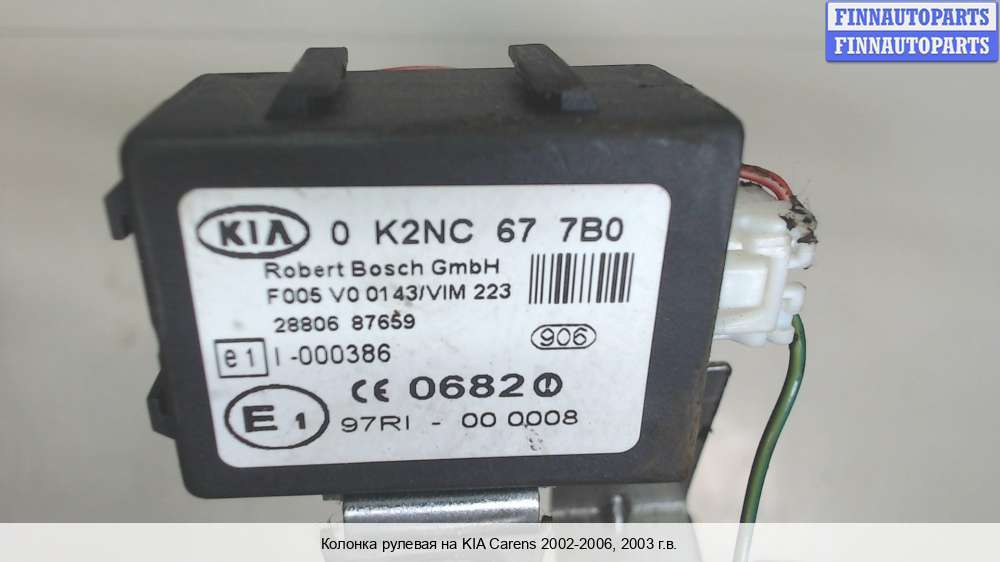 FINNAUTOPARTS
FINNAUTOPARTS
KIA 0 K2NC 67 7B0
Robert Bosch GmbH
F005 V0 0143/VIM 223
28806 87659
906
e1 I-000386
CE 0682
E1 97RI - 00 0008
Колонка рулевая на KIA Carens 2002-2006, 2003 г.в.